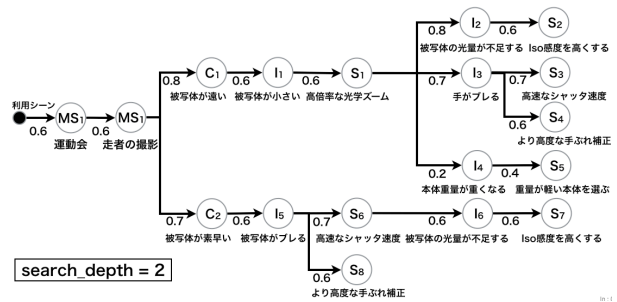 0.8 I2 0.6 S2
被写体の光量が不足する Iso感度を高くする
0.8 C1 0.6 I1 0.6 S1 0.7 I3 0.7 S3
被写体が遠い 被写体が小さい 高倍率な光学ズーム 手がブレる 高速なシャッタ速度
利用シーン
0.6 MS1 0.6 MS1
運動会 走者の撮影
0.6 S4
より高度な手ぶれ補正
0.2 I4 0.4 S5
本体重量が重くなる 重量が軽い本体を選ぶ
0.7 C2 0.6 I5 0.7 S6 0.6 I6 0.6 S7
被写体が素早い 被写体がブレる 高速なシャッタ速度 被写体の光量が不足する Iso感度を高くする
search_depth = 2
0.6 S8
より高度な手ぶれ補正